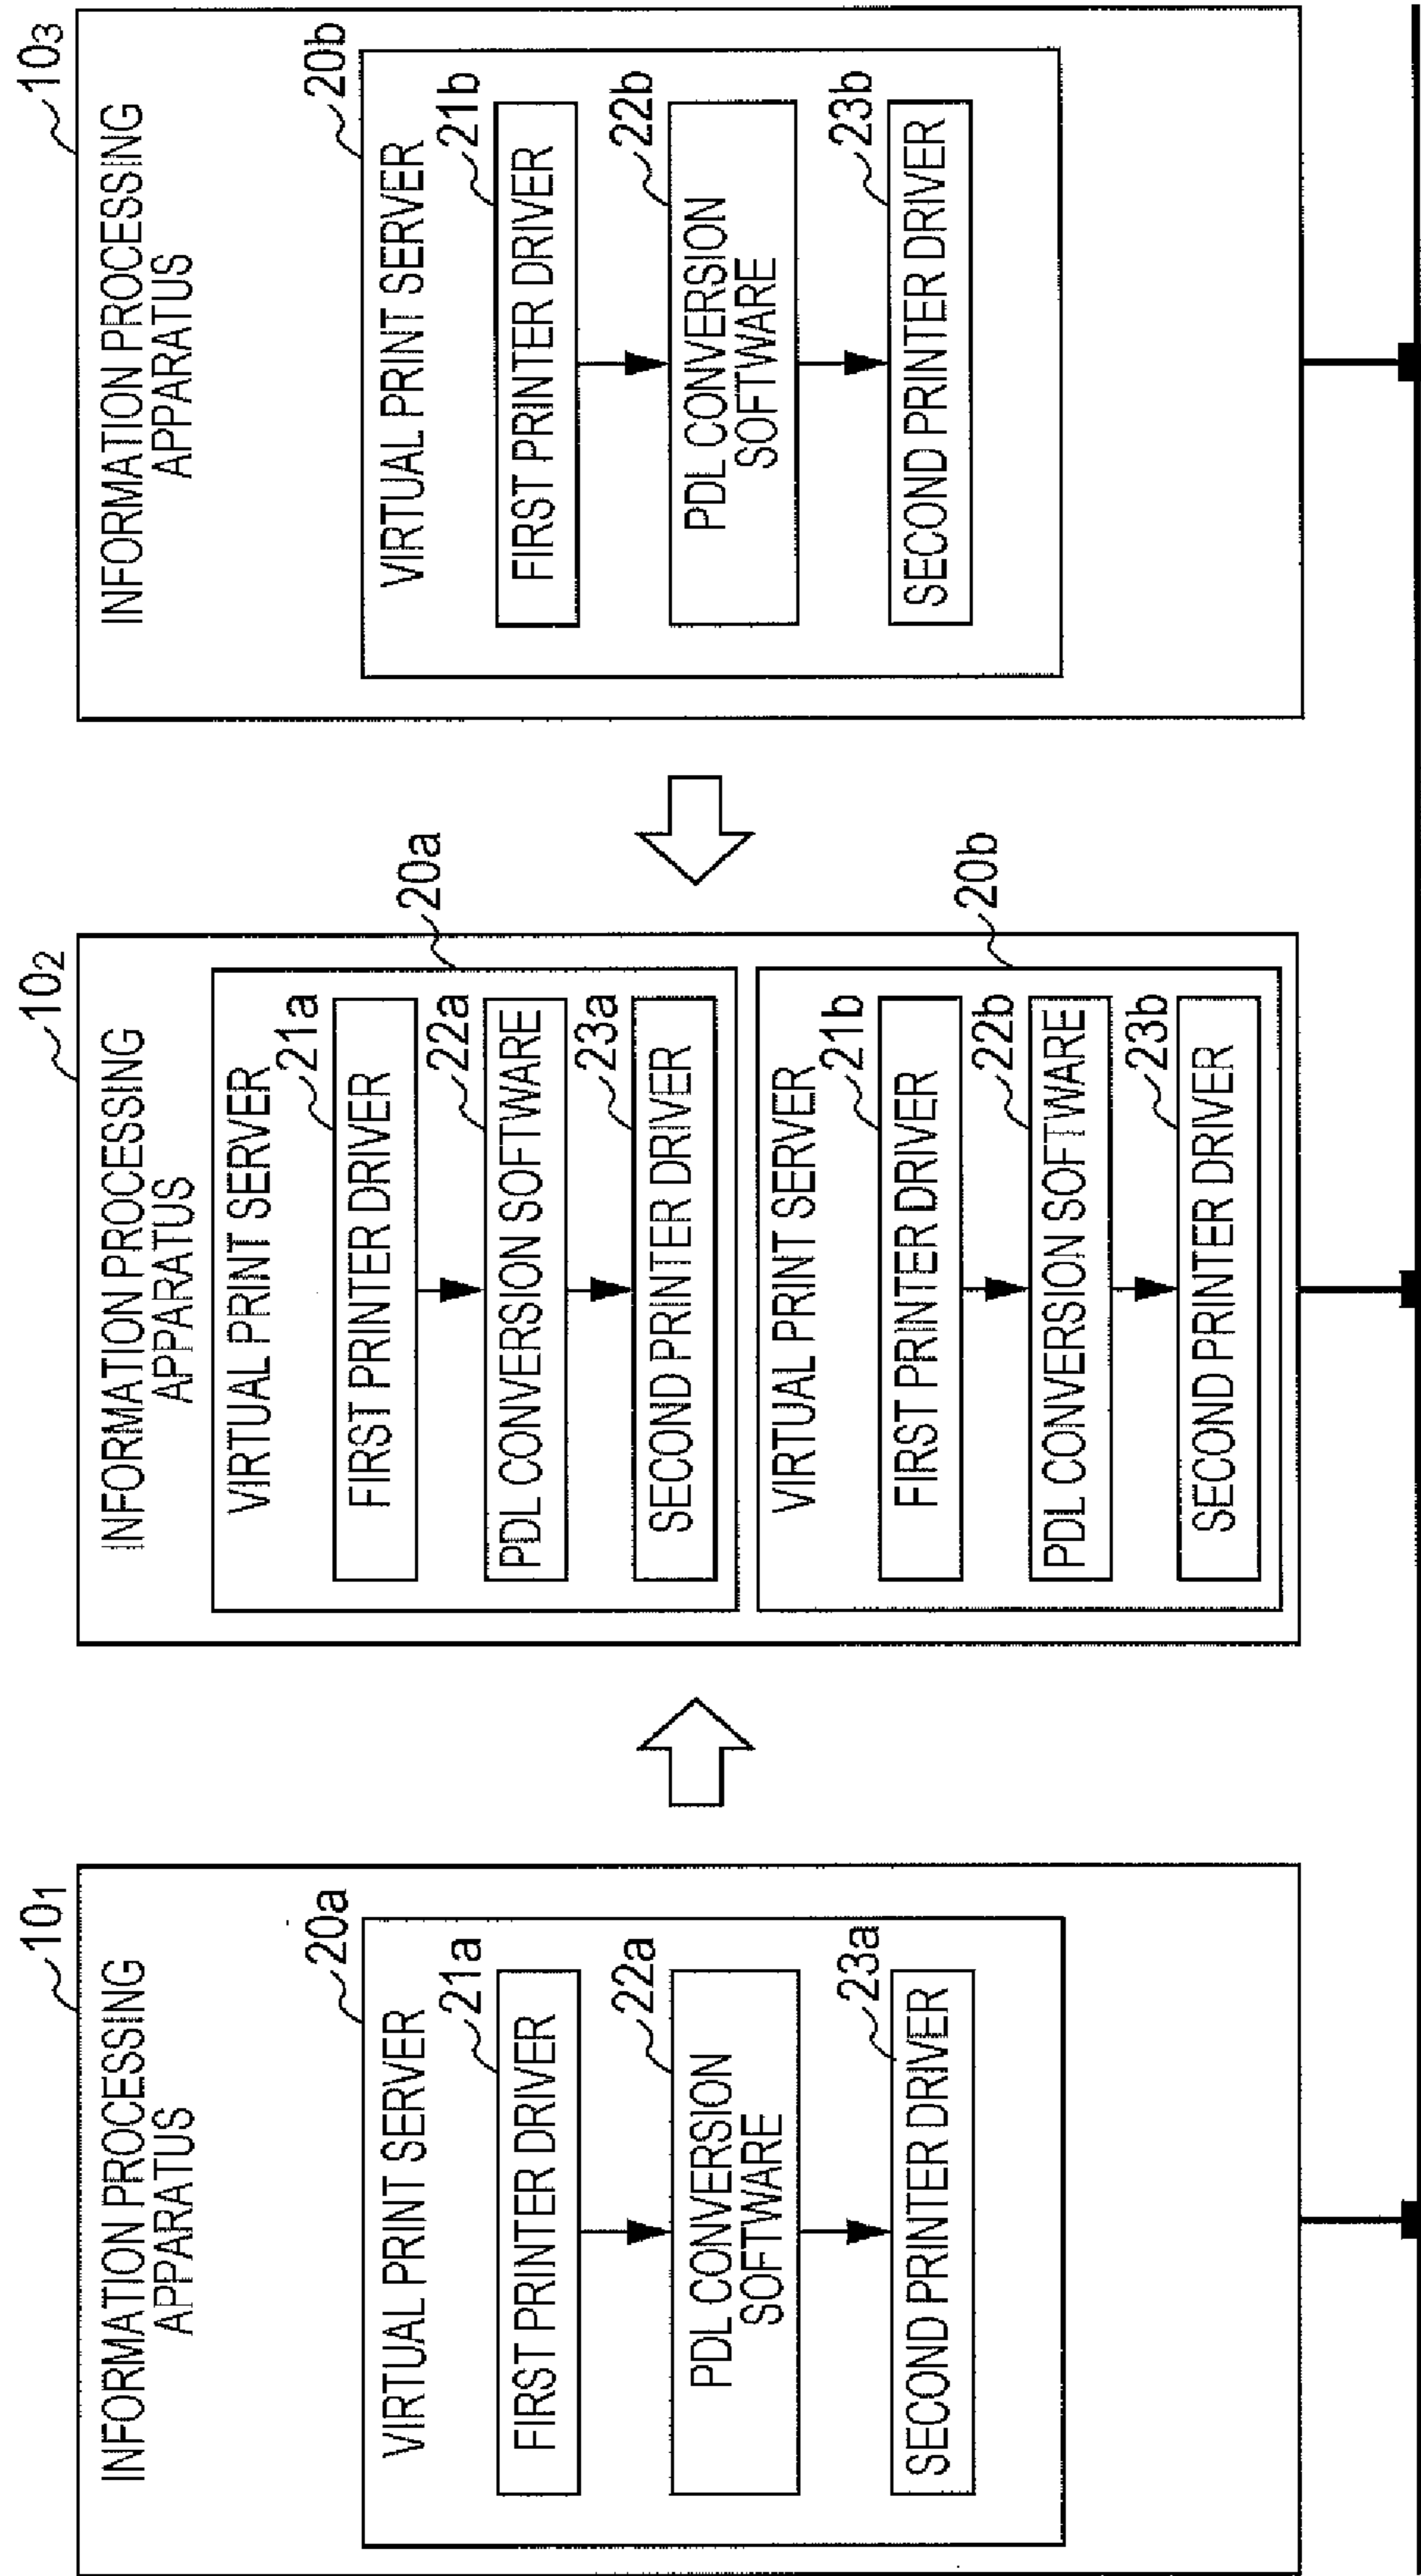 10₁
INFORMATION PROCESSING
APPARATUS
20a
VIRTUAL PRINT SERVER
21a
FIRST PRINTER DRIVER
22a
PDL CONVERSION
SOFTWARE
23a
SECOND PRINTER DRIVER
10₂
INFORMATION PROCESSING
APPARATUS
20a
VIRTUAL PRINT SERVER
21a
FIRST PRINTER DRIVER
22a
PDL CONVERSION SOFTWARE
23a
SECOND PRINTER DRIVER
20b
VIRTUAL PRINT SERVER
21b
FIRST PRINTER DRIVER
22b
PDL CONVERSION SOFTWARE
23b
SECOND PRINTER DRIVER
10₃
INFORMATION PROCESSING
APPARATUS
20b
VIRTUAL PRINT SERVER
21b
FIRST PRINTER DRIVER
22b
PDL CONVERSION
SOFTWARE
23b
SECOND PRINTER DRIVER